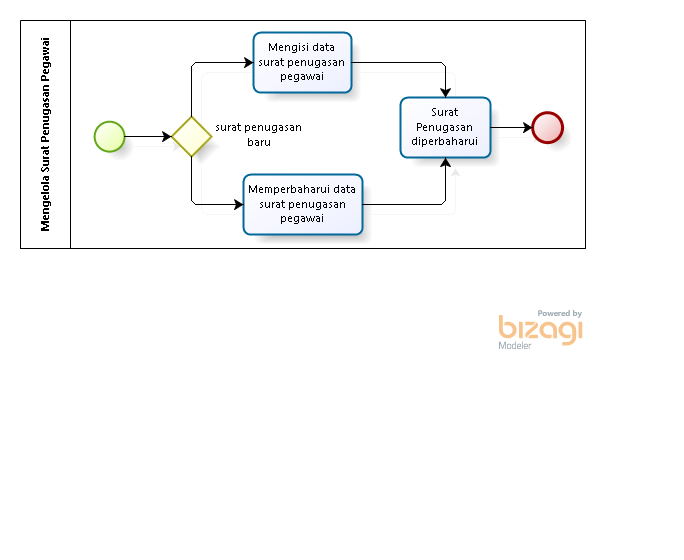 Mengelola Surat Penugasan Pegawai
Mengisi data
surat penugasan
pegawai
surat penugasan
baru
Memperbaharui data
surat penugasan
pegawai
Surat
Penugasan
diperbaharui
Powered by
bizagi
Modeler